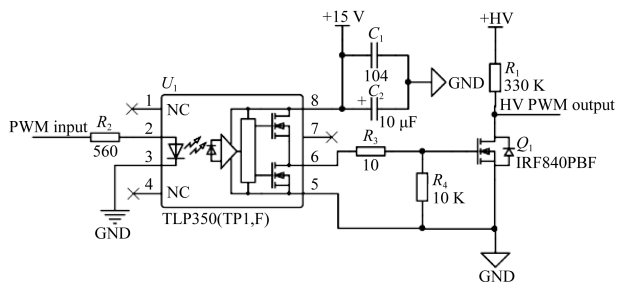 +15 V
+HV
C1
104
GND
R1
330 K
U1
+
C2
10 μF
HV PWM output
1
NC
8
PWM input
R2
560
2
7
R3
10
Q1
IRF840PBF
3
6
4
NC
5
R4
10 K
GND
TLP350(TP1,F)
GND